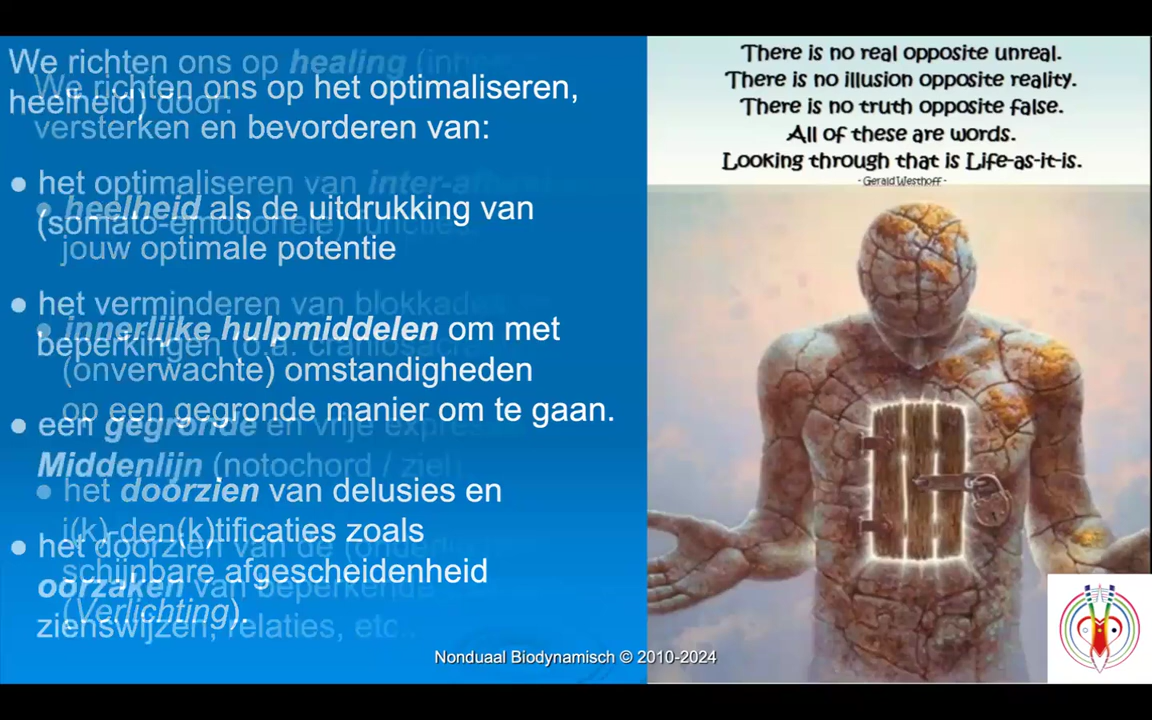 We richten ons op healing
heelheid) door:
het optimaliseren van
(somato-emotionele)
het verminderen van blokkades
beperkingen (o.a.
een gegronde en vrije
Middenlijn (notochord / ziel)
het doorzien van de
oorzaken van beperkende
zienswijzen, relaties, etc..
We richten ons op het optimaliseren,
versterken en bevorderen van:
heelheid als de uitdrukking van
jouw optimale potentie
innerlijke hulpmiddelen om met
(onverwachte) omstandigheden
op een gegronde manier om te gaan.
het doorzien van delusies en
i(k)-den(k)tificaties zoals
schijnbare afgescheidenheid
(Verlichting).
There is no real opposite unreal.
There is no illusion opposite reality.
There is no truth opposite false.
All of these are words.
Looking through that is Life-as-it-is.
- Gerald Westhoff -
Nonduaal Biodynamisch © 2010-2024